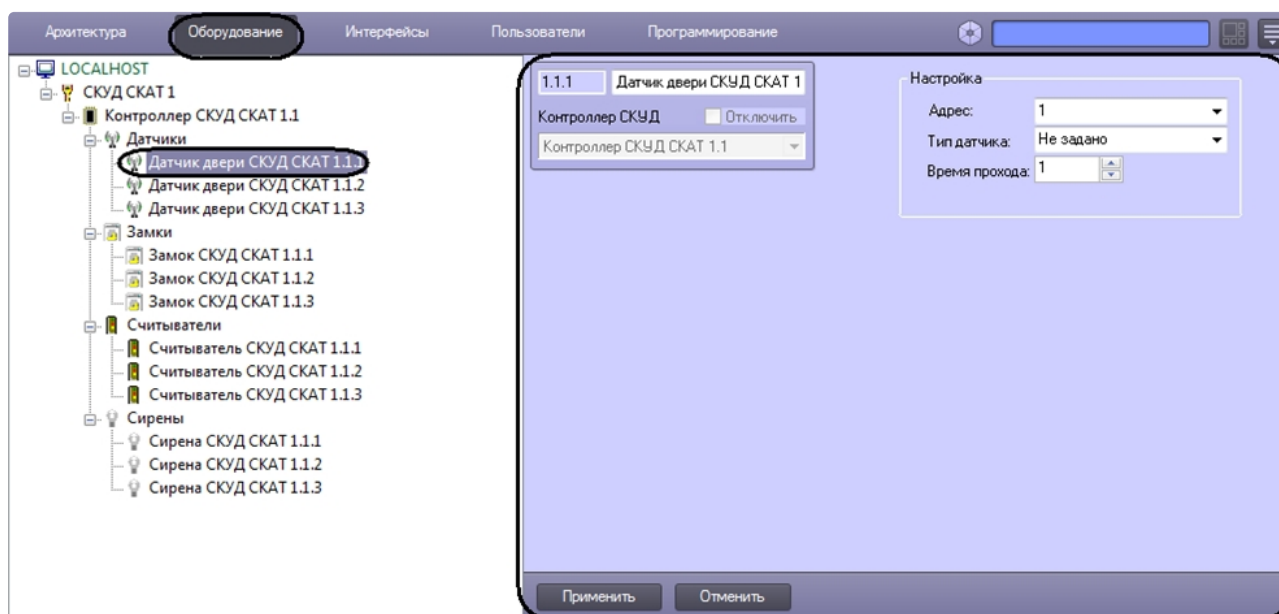 Архитектура Оборудование Интерфейсы Пользователи Программирование
LOCALHOST
СКУД СКАТ 1
Контроллер СКУД СКАТ 1.1
Датчики
Датчик двери СКУД СКАТ 1.1.1
Датчик двери СКУД СКАТ 1.1.2
Датчик двери СКУД СКАТ 1.1.3
Замки
Замок СКУД СКАТ 1.1.1
Замок СКУД СКАТ 1.1.2
Замок СКУД СКАТ 1.1.3
Считыватели
Считыватель СКУД СКАТ 1.1.1
Считыватель СКУД СКАТ 1.1.2
Считыватель СКУД СКАТ 1.1.3
Сирены
Сирена СКУД СКАТ 1.1.1
Сирена СКУД СКАТ 1.1.2
Сирена СКУД СКАТ 1.1.3
1.1.1 Датчик двери СКУД СКАТ 1
Контроллер СКУД Отключить
Контроллер СКУД СКАТ 1.1
Настройка
Адрес: 1
Тип датчика: Не задано
Время прохода: 1
Применить Отменить